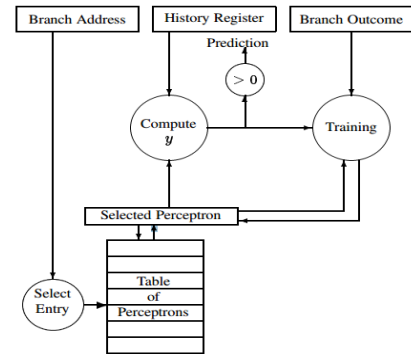 Branch Address
History Register
Branch Outcome
Prediction
> 0
Compute
y
Training
Selected Perceptron
Select
Entry
Table
of
Perceptrons